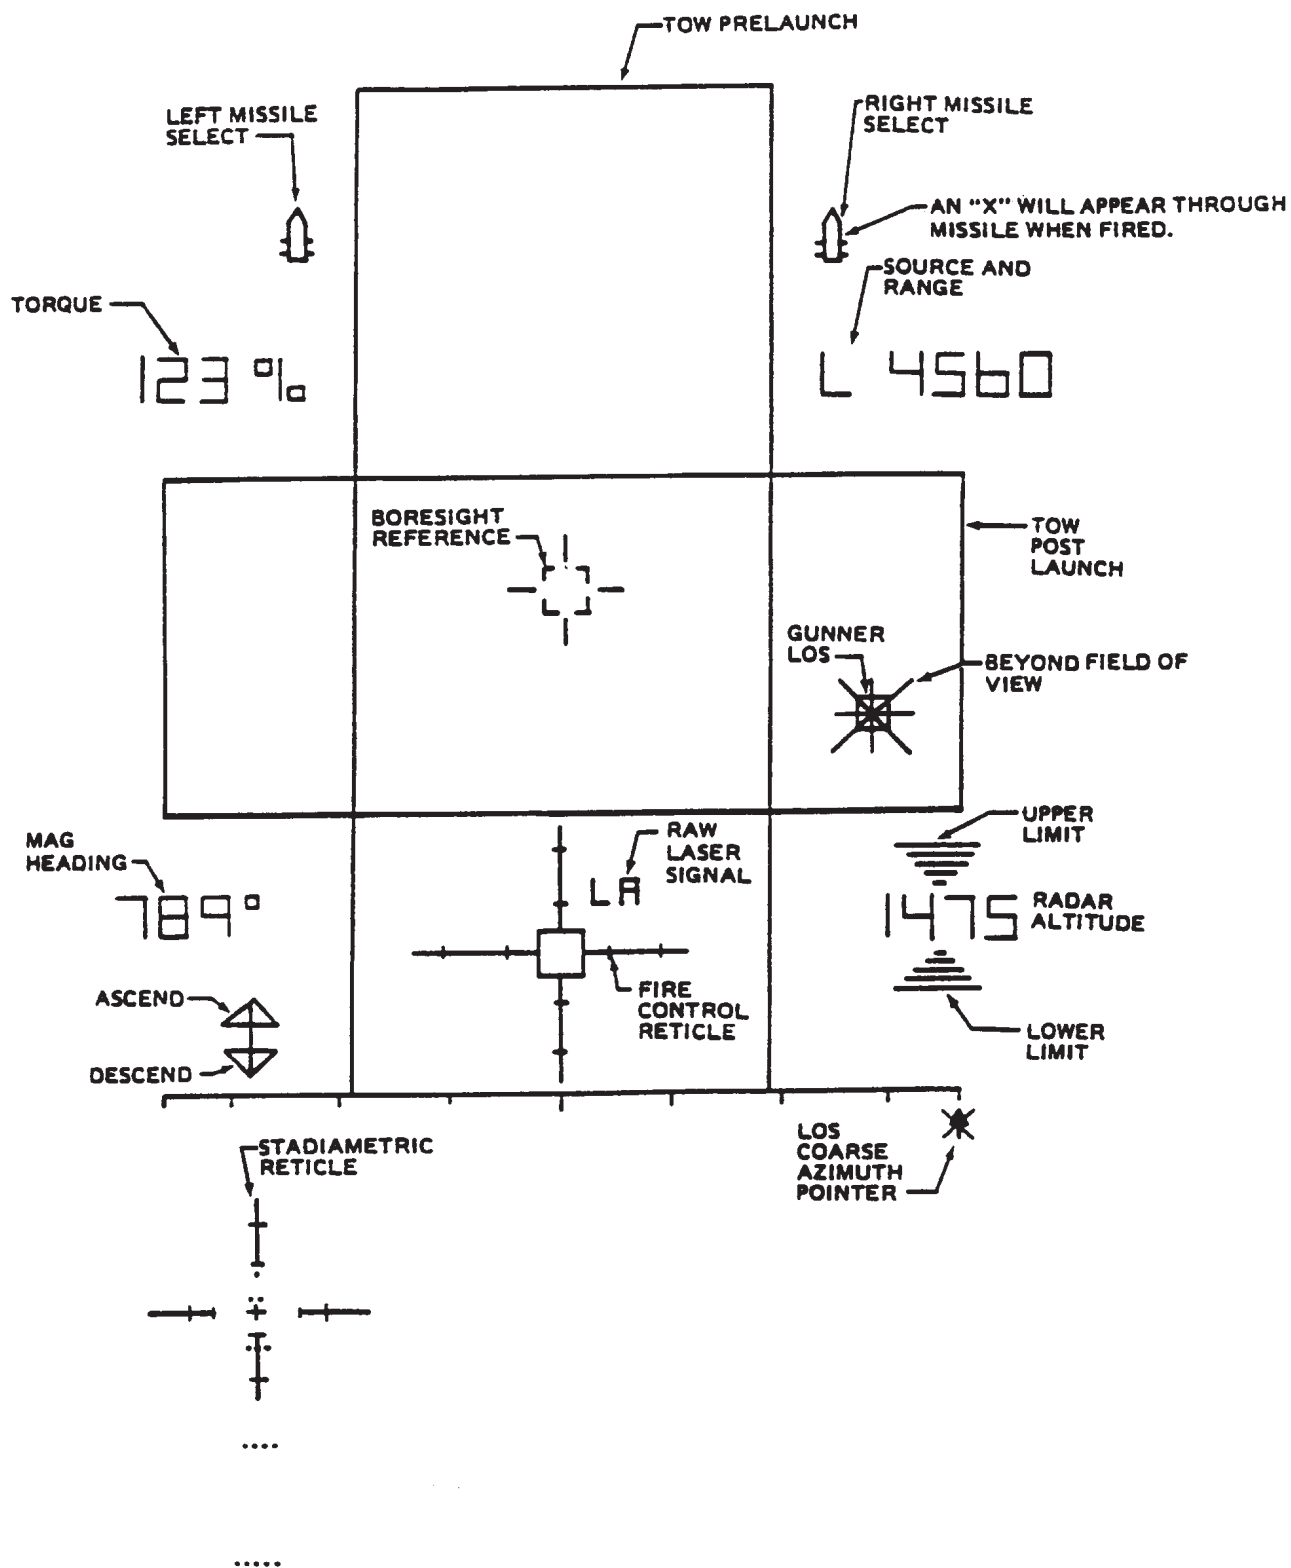 TOW PRELAUNCH
LEFT MISSILE
SELECT
RIGHT MISSILE
SELECT
AN "X" WILL APPEAR THROUGH
MISSILE WHEN FIRED.
SOURCE AND
RANGE
TORQUE
123 %
L 4560
BORESIGHT
REFERENCE
TOW
POST
LAUNCH
GUNNER
LOS
BEYOND FIELD OF
VIEW
UPPER
LIMIT
RAW
LASER
SIGNAL
MAG
HEADING
789°
LA
1475
RADAR
ALTITUDE
FIRE
CONTROL
RETICLE
ASCEND
DESCEND
LOWER
LIMIT
LOS
COARSE
AZIMUTH
POINTER
STADIAMETRIC
RETICLE